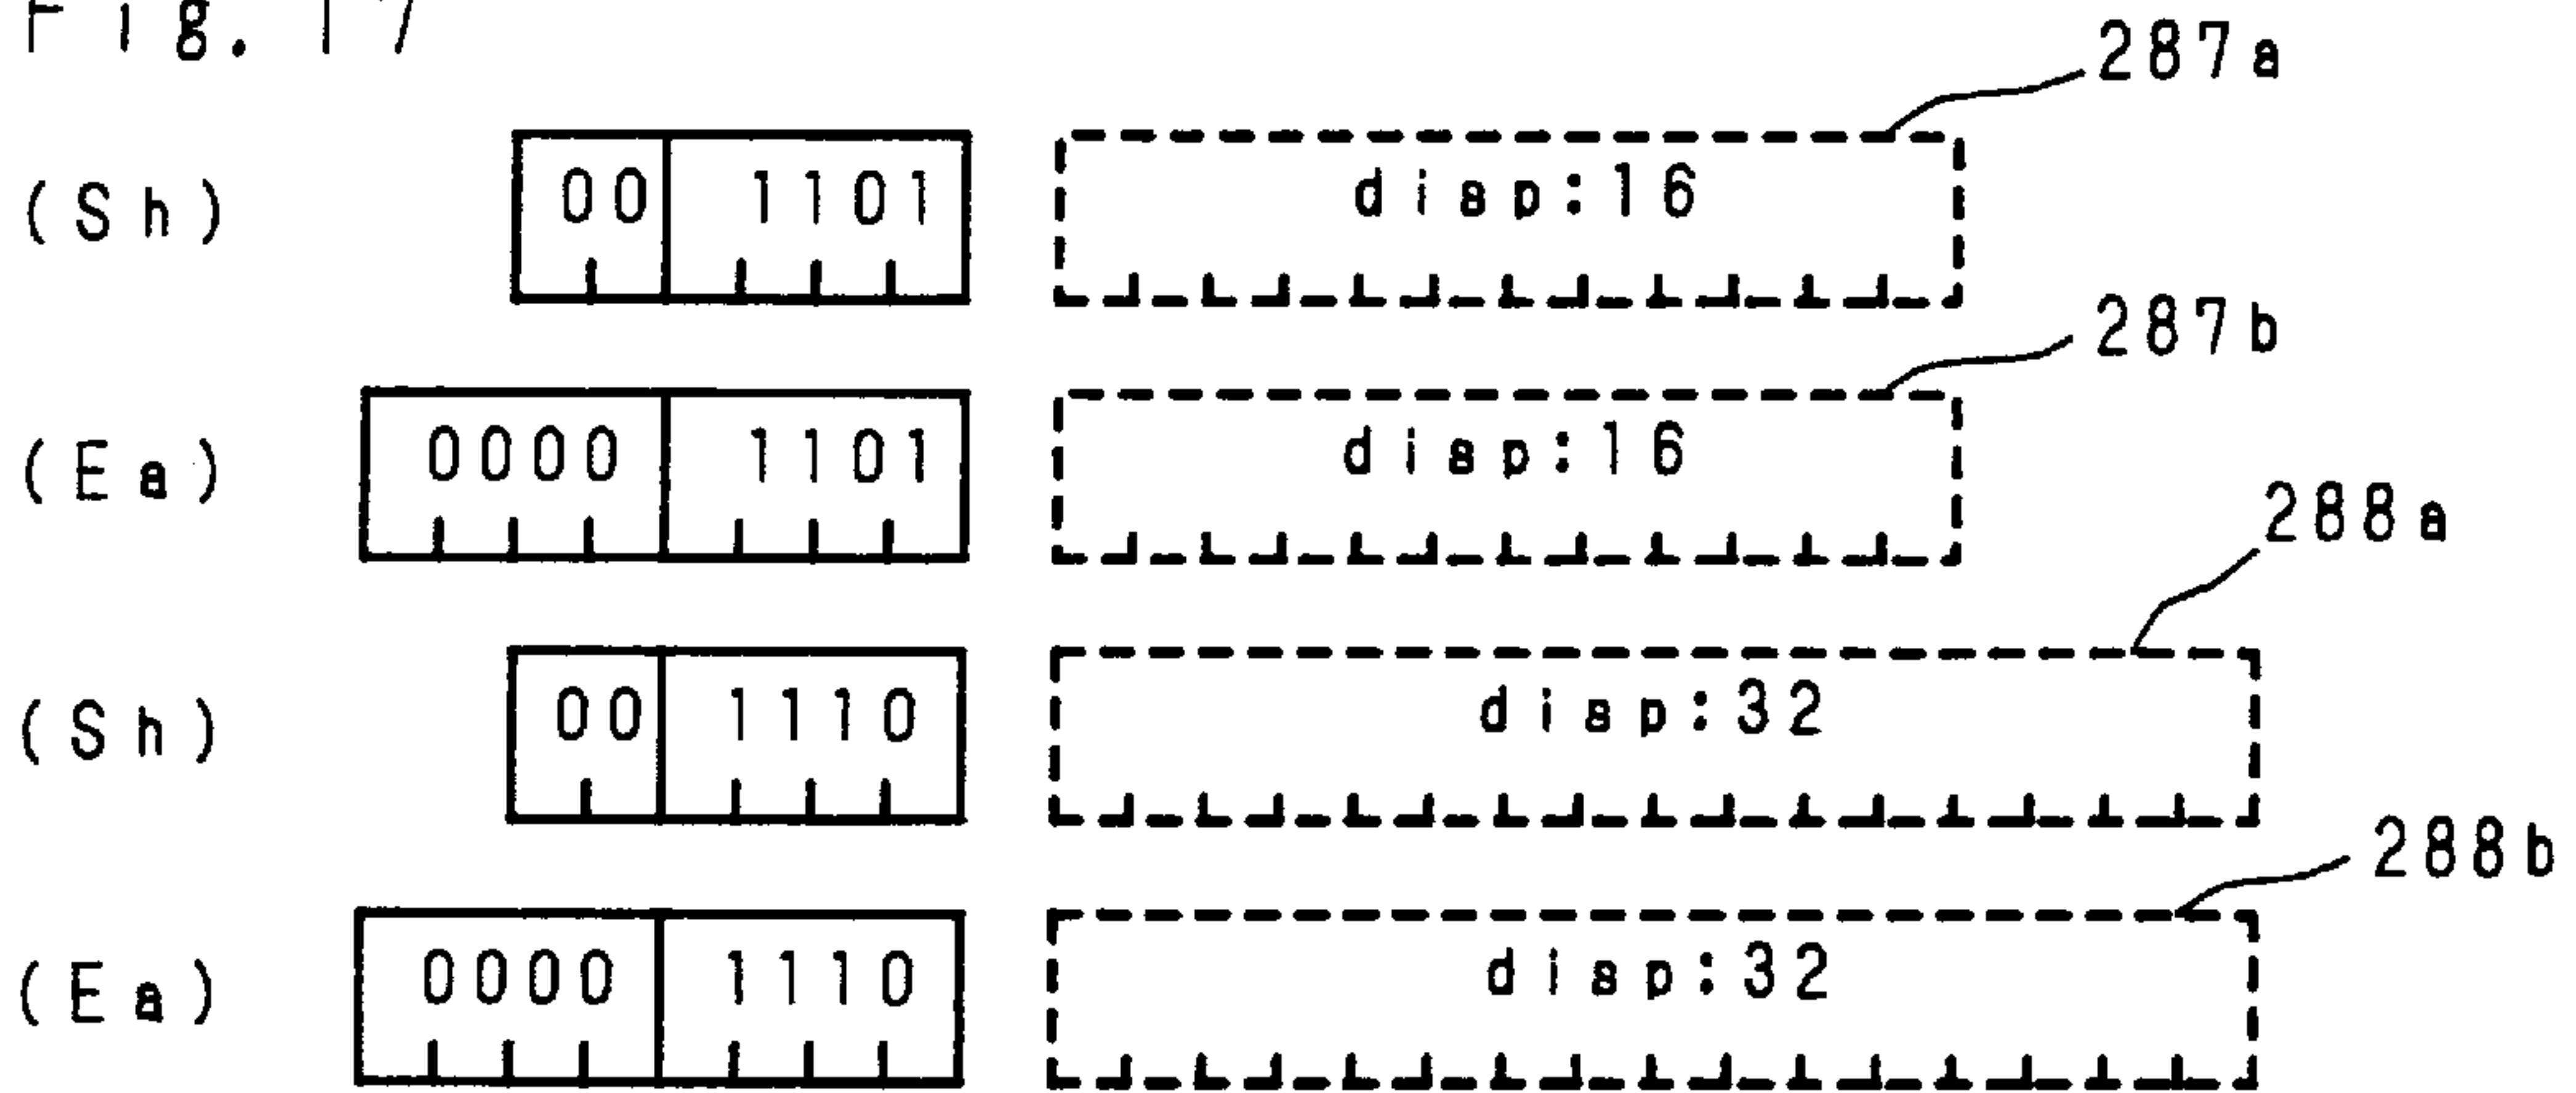 Fig. 17
287a
(Sh) 00 1101 disp:16
287b
(Ea) 0000 1101 disp:16
288a
(Sh) 00 1110 disp:32
288b
(Ea) 0000 1110 disp:32